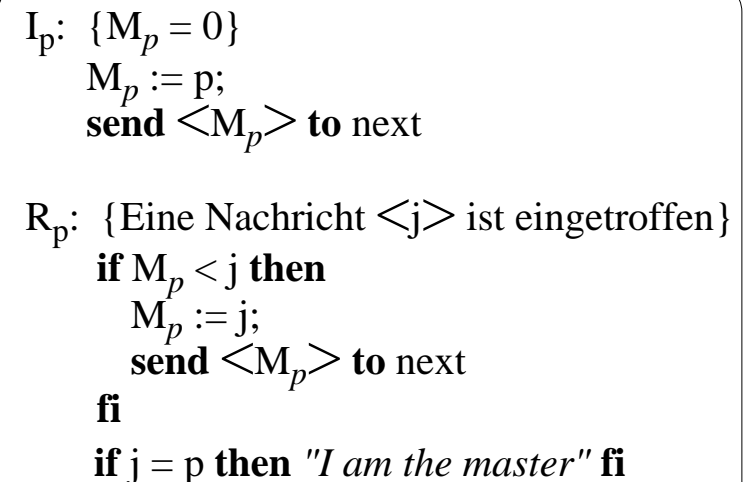 Ip: {Mp = 0}
Mp := p;
send <Mp> to next
Rp: {Eine Nachricht <j> ist eingetroffen}
if Mp < j then
Mp := j;
send <Mp> to next
fi
if j = p then "I am the master" fi